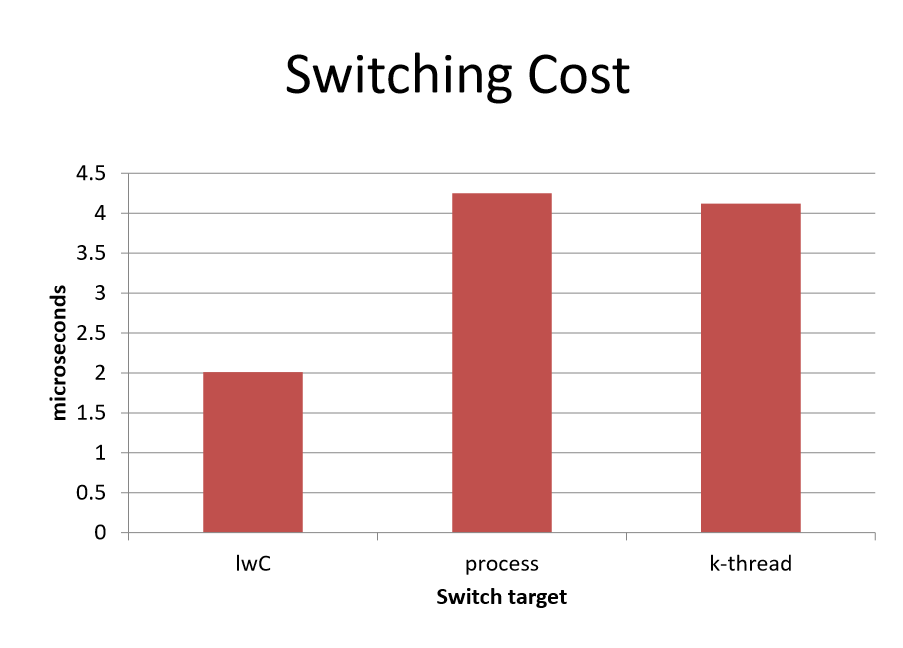 Switching Cost
4.5
4
3.5
3
2.5
2
1.5
1
0.5
0
microseconds
lwC
process
k-thread
Switch target